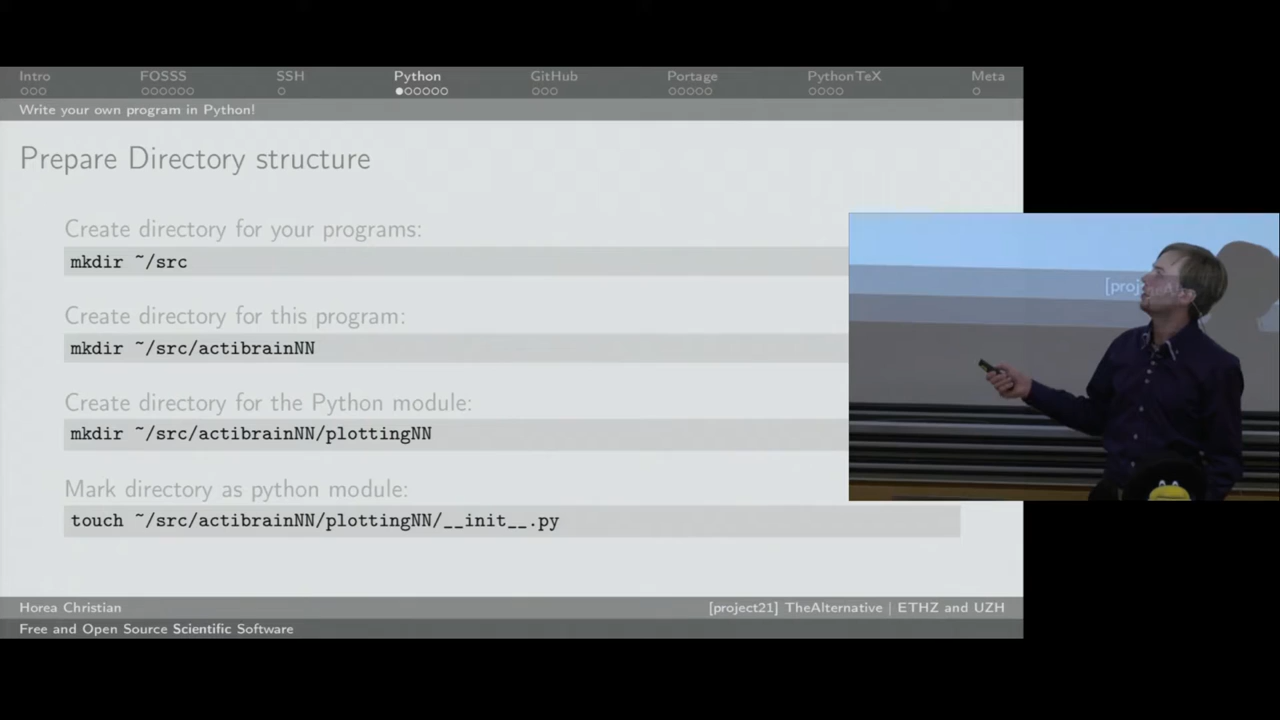 Intro FOSSS SSH Python GitHub Portage PythonTeX Meta
Write your own program in Python!
Prepare Directory structure
Create directory for your programs:
mkdir ~/src
Create directory for this program:
mkdir ~/src/actibrainNN
Create directory for the Python module:
mkdir ~/src/actibrainNN/plottingNN
[proj
Mark directory as python module:
touch ~/src/actibrainNN/plottingNN/__init__.py
Horea Christian [project21] TheAlternative | ETHZ and UZH
Free and Open Source Scientific Software